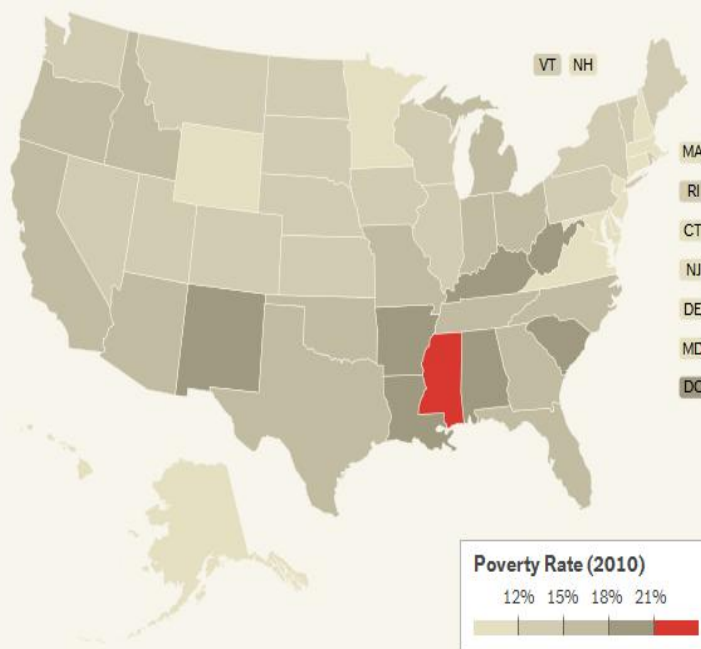 VT NH
MA
RI
CT
NJ
DE
MD
DC
Poverty Rate (2010)
12% 15% 18% 21%